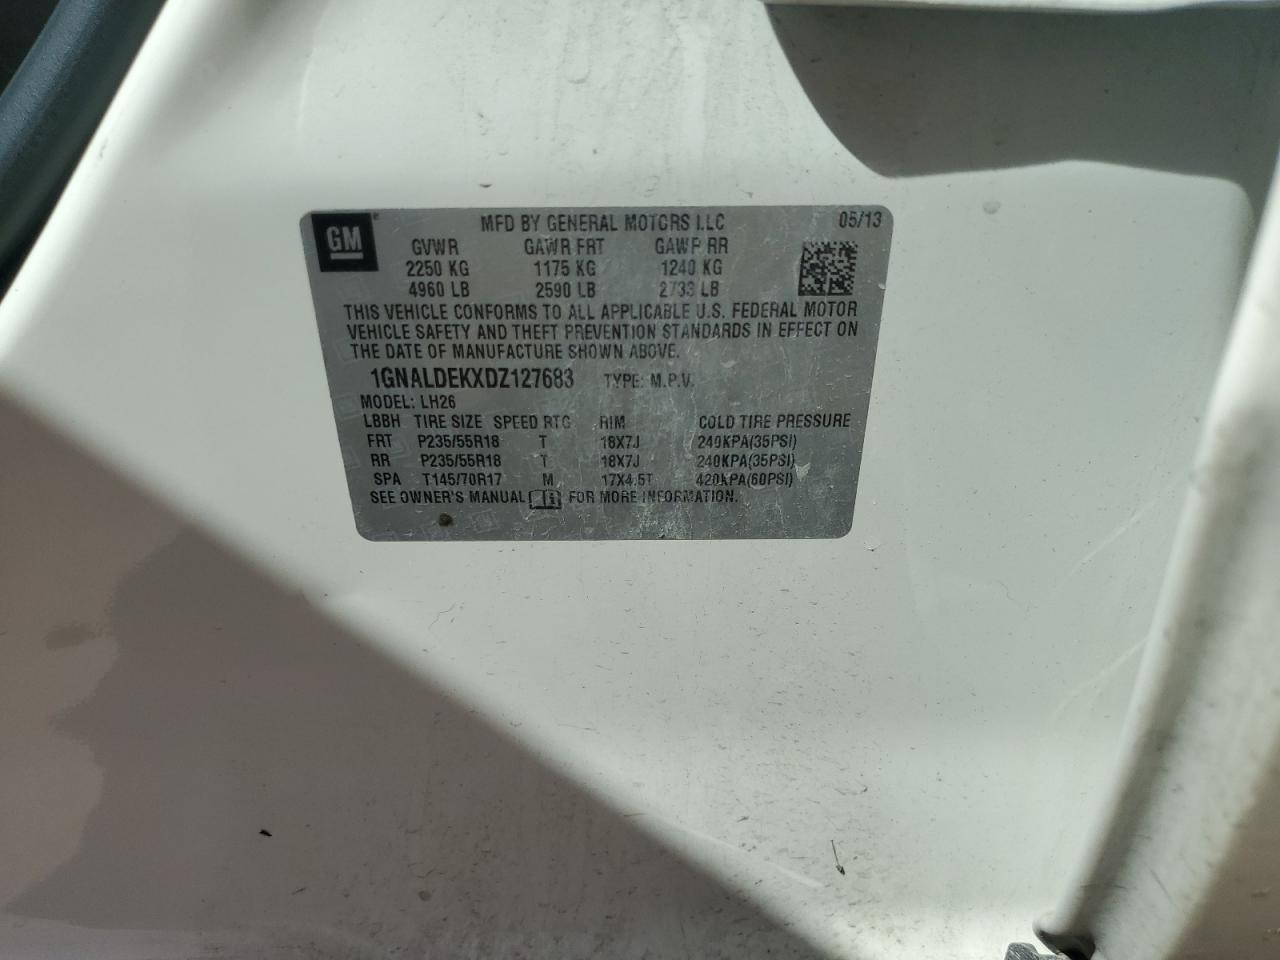 GM
MFD BY GENERAL MOTORS LLC 05/13
GVWR GAWR FRT GAWR RR
2250 KG 1175 KG 1240 KG
4960 LB 2590 LB 2733 LB
THIS VEHICLE CONFORMS TO ALL APPLICABLE U.S. FEDERAL MOTOR
VEHICLE SAFETY AND THEFT PREVENTION STANDARDS IN EFFECT ON
THE DATE OF MANUFACTURE SHOWN ABOVE.
1GNALDEKXDZ127683 TYPE: M.P.V.
MODEL: LH26
LBBH TIRE SIZE SPEED RTG RIM COLD TIRE PRESSURE
FRT P235/55R18 T 18X7J 240KPA(35PSI)
RR P235/55R18 T 18X7J 240KPA(35PSI)
SPA T145/70R17 M 17X4.5T 420KPA(60PSI)
SEE OWNER'S MANUAL FOR MORE INFORMATION.